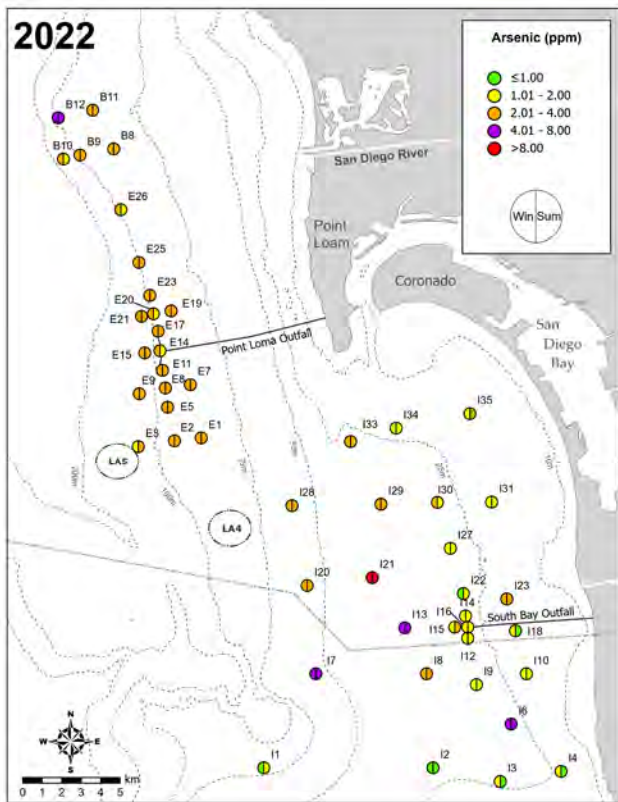 2022
Arsenic (ppm)
≤1.00
1.01 - 2.00
2.01 - 4.00
4.01 - 8.00
>8.00
Win Sum
B12
B11
B10
B9
B8
San Diego River
E26
Point
Loam
E25
Coronado
E23
E20
E19
E21
E17
San
Diego
Bay
E14
Point Loma Outfall
E15
E11
E9
E8
E7
E5
I35
I34
I33
E3
E2
E1
LA5
I28
I29
I30
I31
LA4
I27
I21
I20
I22
I23
I14
I16
I13
South Bay Outfall
I15
I18
I12
I7
I8
I9
I10
I6
N
W E
S
I1
I2
I3
I4
0 1 2 3 4 5 km